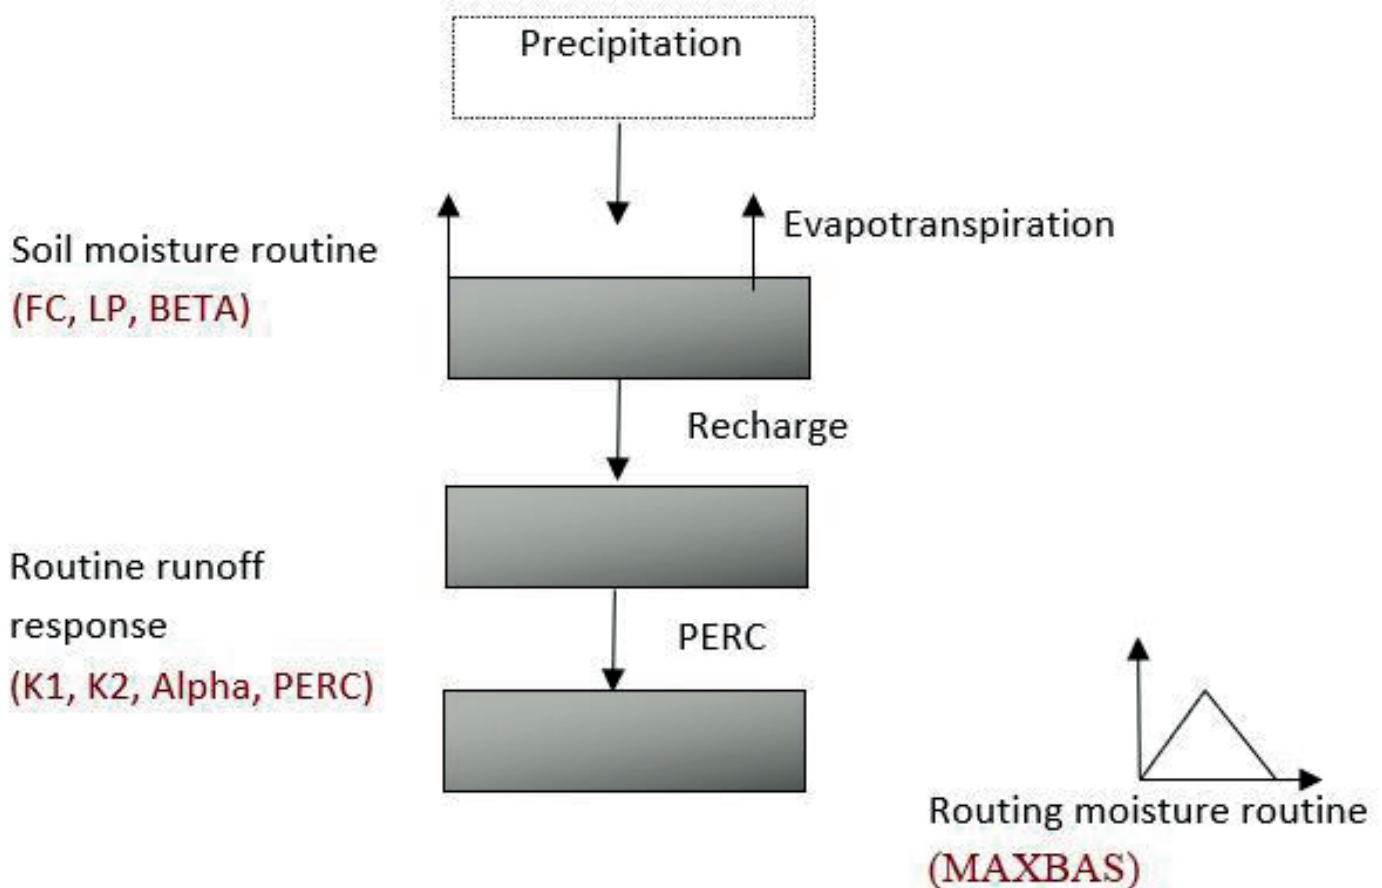 Precipitation
Evapotranspiration
Soil moisture routine
(FC, LP, BETA)
Recharge
Routine runoff
response
(K1, K2, Alpha, PERC)
PERC
Routing moisture routine
(MAXBAS)